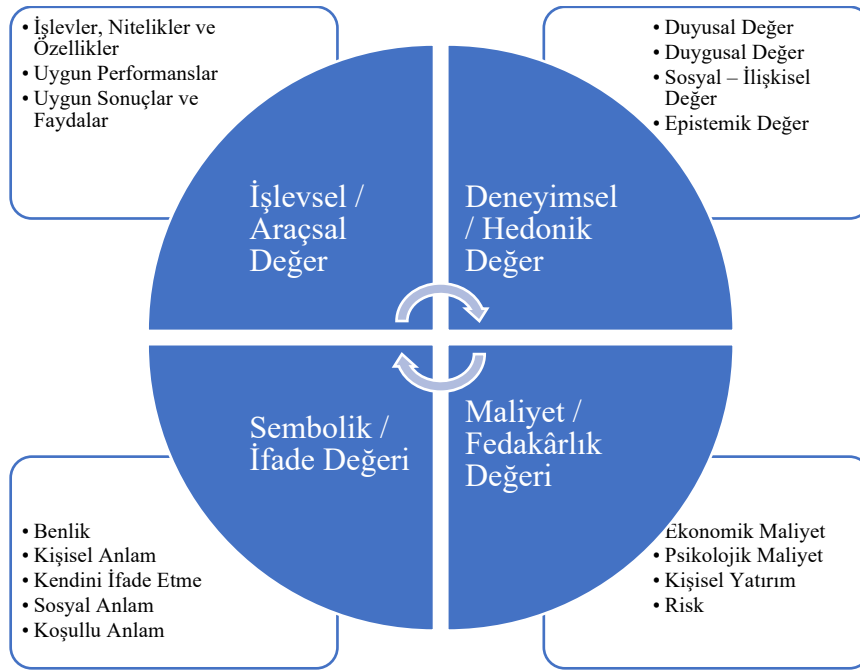 • İşlevler, Nitelikler ve
Özellikler
• Uygun Performanslar
• Uygun Sonuçlar ve
Faydalar
• Duyusal Değer
• Duygusal Değer
• Sosyal – İlişkisel
Değer
• Epistemik Değer
İşlevsel /
Araçsal
Değer
Deneyimsel
/ Hedonik
Değer
Sembolik /
İfade Değeri
Maliyet /
Fedakârlık
Değeri
• Benlik
• Kişisel Anlam
• Kendini İfade Etme
• Sosyal Anlam
• Koşullu Anlam
Ekonomik Maliyet
• Psikolojik Maliyet
• Kişisel Yatırım
• Risk